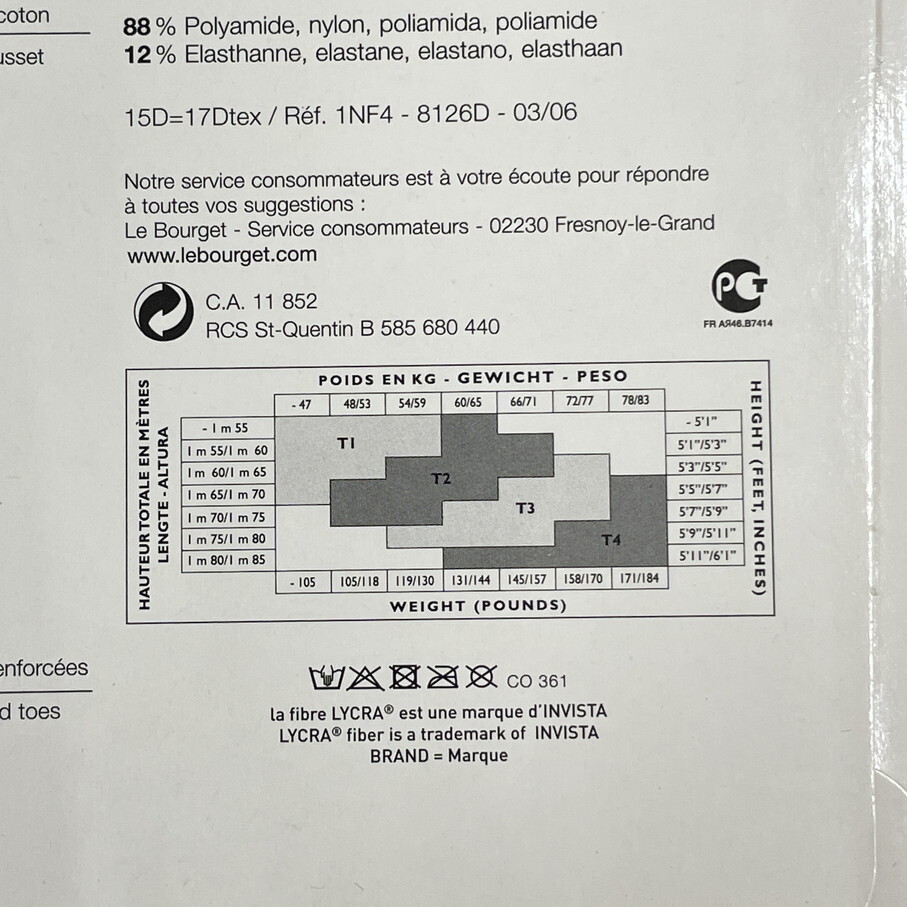 coton
usset
88 % Polyamide, nylon, poliamida, poliamide
12 % Elasthanne, elastane, elastano, elasthaan
15D=17Dtex / Réf. 1NF4 - 8126D - 03/06
Notre service consommateurs est à votre écoute pour répondre
à toutes vos suggestions :
Le Bourget - Service consommateurs - 02230 Fresnoy-le-Grand
www.lebourget.com
C.A. 11 852
RCS St-Quentin B 585 680 440
PCT
FR АЯ46.B7414
POIDS EN KG - GEWICHT - PESO
HAUTEUR TOTALE EN MÈTRES
LENGTE - ALTURA
HEIGHT (FEET, INCHES)
- 47 48/53 54/59 60/65 66/71 72/77 78/83
- 1 m 55 - 5'1"
1 m 55/1 m 60 T1 5'1"/5'3"
1 m 60/1 m 65 T2 5'3"/5'5"
1 m 65/1 m 70 5'5"/5'7"
1 m 70/1 m 75 T3 5'7"/5'9"
1 m 75/1 m 80 T4 5'9"/5'11"
1 m 80/1 m 85 5'11"/6'1"
- 105 105/118 119/130 131/144 145/157 158/170 171/184
WEIGHT (POUNDS)
enforcées
d toes
CO 361
la fibre LYCRA® est une marque d'INVISTA
LYCRA® fiber is a trademark of INVISTA
BRAND = Marque